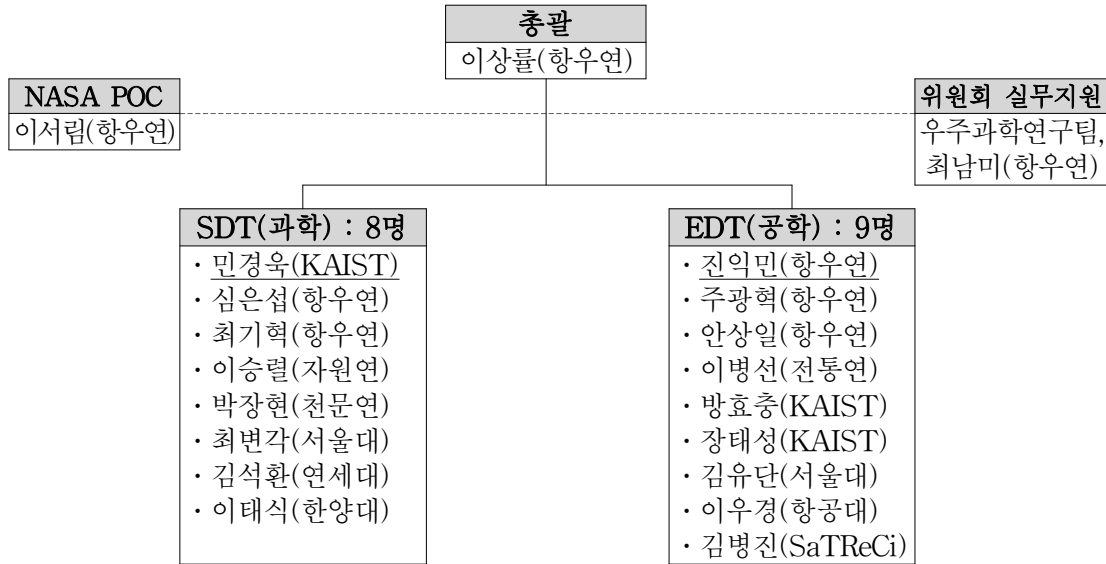 총괄
이상률(항우연)
NASA POC
이서림(항우연)
위원회 실무지원
우주과학연구팀,
최남미(항우연)
SDT(과학) : 8명
· 민경욱(KAIST)
· 심은섭(항우연)
· 최기혁(항우연)
· 이승렬(자원연)
· 박장현(천문연)
· 최변각(서울대)
· 김석환(연세대)
· 이태식(한양대)
EDT(공학) : 9명
· 진익민(항우연)
· 주광혁(항우연)
· 안상일(항우연)
· 이병선(전통연)
· 방효충(KAIST)
· 장태성(KAIST)
· 김유단(서울대)
· 이우경(항공대)
· 김병진(SaTReCi)